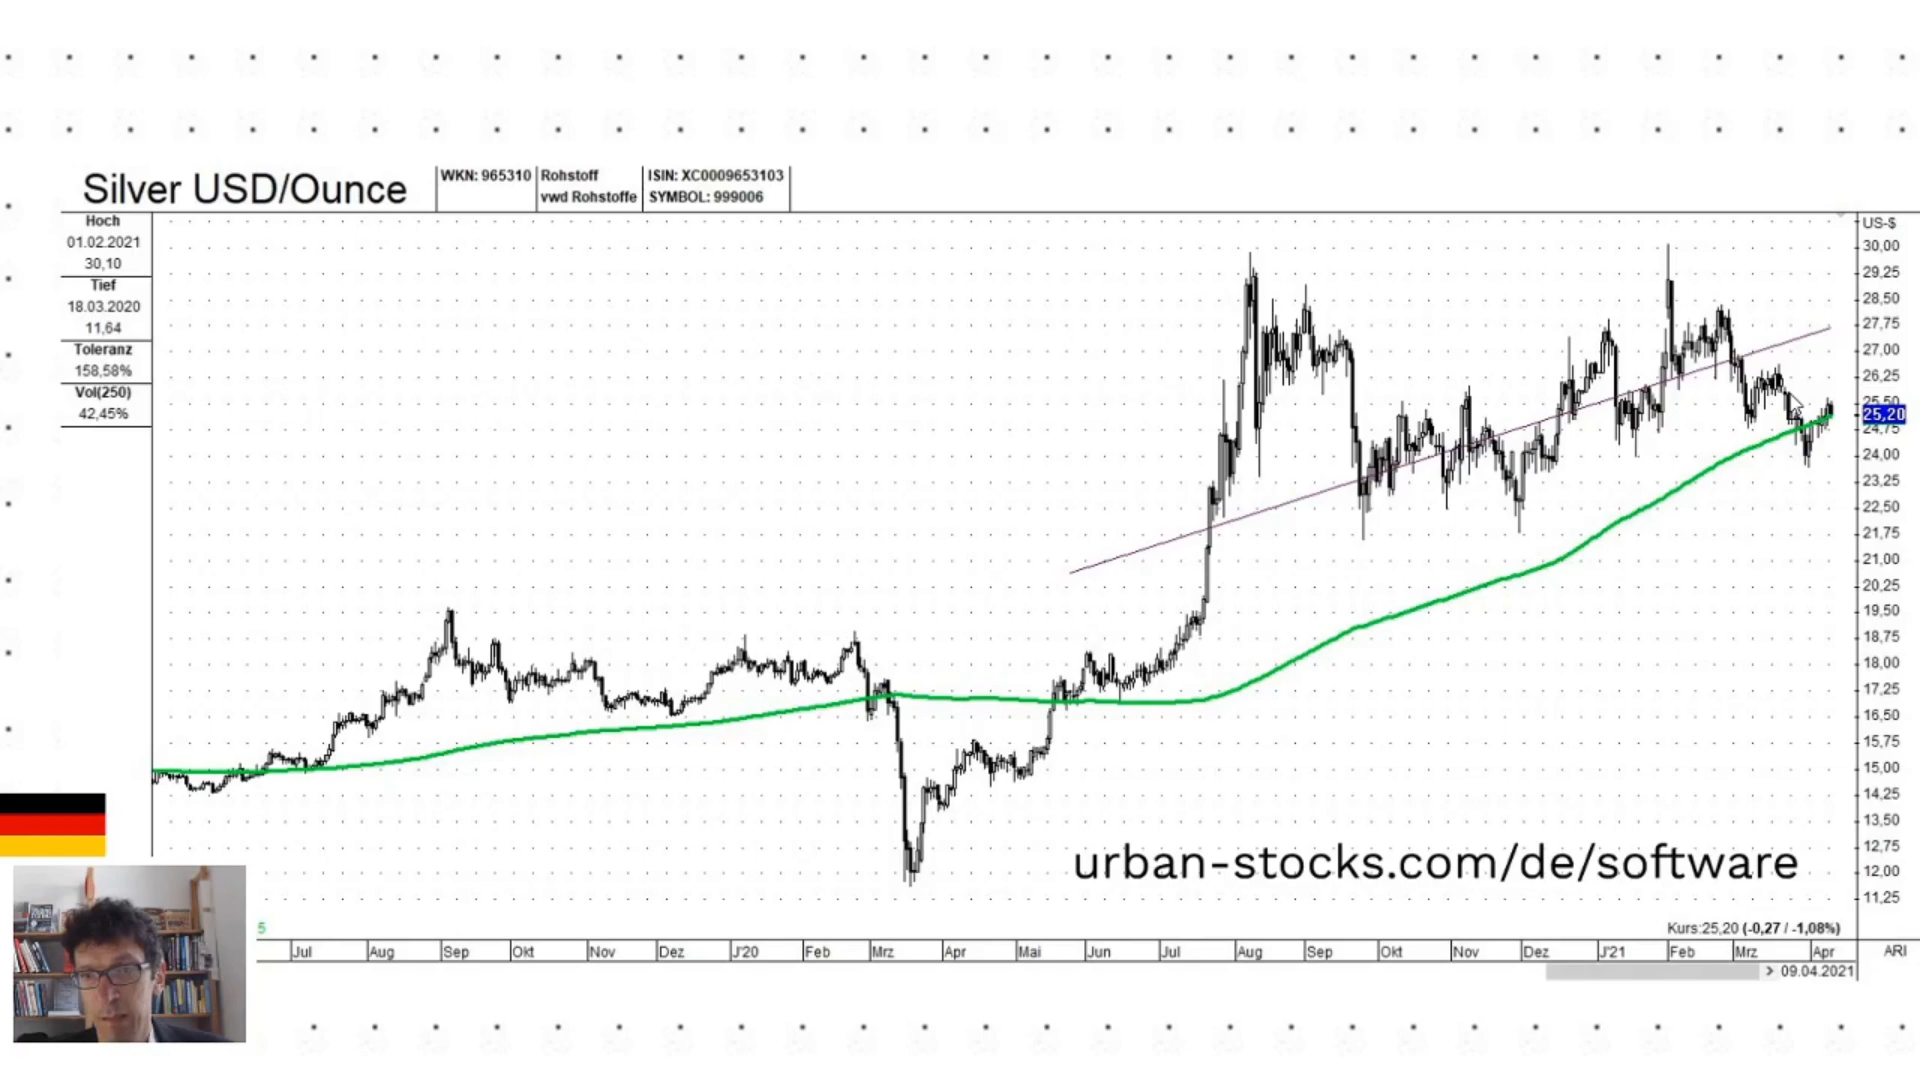 Silver USD/Ounce
WKN: 965310
Rohstoff
vwd Rohstoffe
ISIN: XC0009653103
SYMBOL: 999006
Hoch
01.02.2021
30,10
Tief
18.03.2020
11,64
Toleranz
158,58%
Vol(250)
42,45%
US-$
30,00
29,25
28,50
27,75
27,00
26,25
25,50
25,20
24,75
24,00
23,25
22,50
21,75
21,00
20,25
19,50
18,75
18,00
17,25
16,50
15,75
15,00
14,25
13,50
12,75
12,00
11,25
urban-stocks.com/de/software
5
Kurs:25,20 (-0,27 / -1,08%)
Jul Aug Sep Okt Nov Dez J'20 Feb Mrz Apr Mai Jun Jul Aug Sep Okt Nov Dez J'21 Feb Mrz Apr ARI
> 09.04.2021